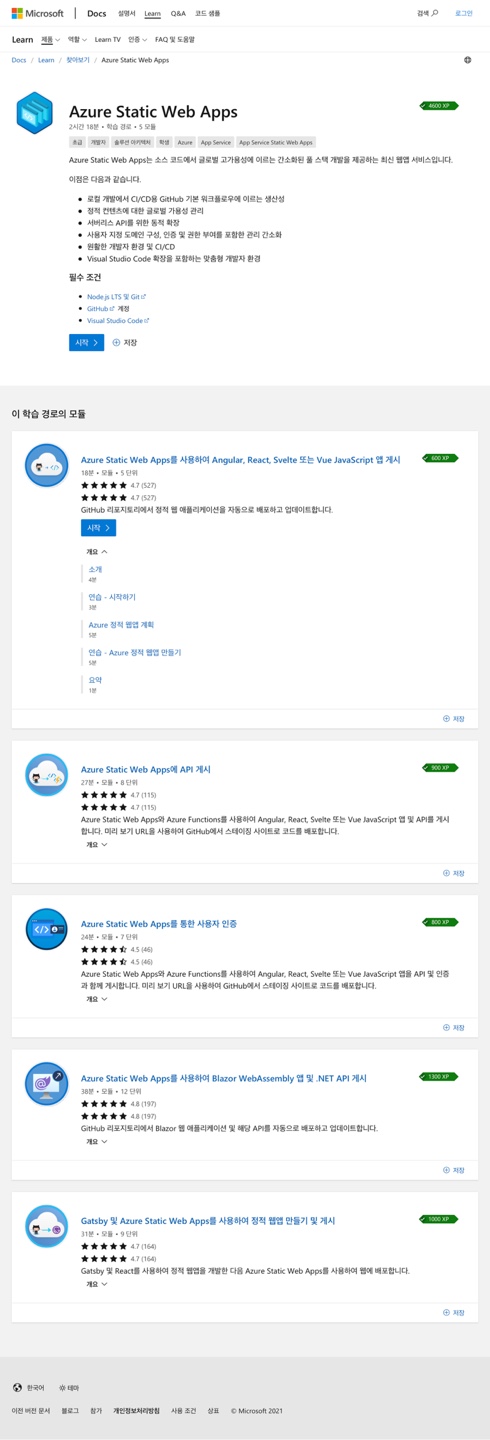 Microsoft Docs 설명서 Learn Q&A 코드 샘플 검색 로그인
Learn 제품 역할 Learn TV 인증 FAQ 및 도움말
Docs / Learn / 찾아보기 / Azure Static Web Apps
Azure Static Web Apps
4600 XP
2시간 18분 • 학습 경로 • 5 모듈
초급 개발자 솔루션 아키텍처 학생 Azure App Service App Service Static Web Apps
Azure Static Web Apps는 소스 코드에서 글로벌 고가용성에 이르는 간소화된 풀 스택 개발을 제공하는 최신 웹앱 서비스입니다.
이점은 다음과 같습니다.
• 로컬 개발에서 CI/CD용 GitHub 기본 워크플로우에 이르는 생산성
• 정적 컨텐츠에 대한 글로벌 가용성 관리
• 서버리스 API를 위한 동적 확장
• 사용자 지정 도메인 구성, 인증 및 권한 부여를 포함한 관리 간소화
• 원활한 개발자 환경 및 CI/CD
• Visual Studio Code 확장을 포함하는 맞춤형 개발자 환경
필수 조건
• Node.js LTS 및 Git
• GitHub 계정
• Visual Studio Code
시작 저장
이 학습 경로의 모듈
Azure Static Web Apps를 사용하여 Angular, React, Svelte 또는 Vue JavaScript 앱 게시
600 XP
18분 • 모듈 • 5 단위
4.7 (527)
4.7 (527)
GitHub 리포지토리에서 정적 웹 애플리케이션을 자동으로 배포하고 업데이트합니다.
시작
개요
소개
4분
연습 - 시작하기
3분
Azure 정적 웹앱 계획
5분
연습 - Azure 정적 웹앱 만들기
5분
요약
1분
저장
Azure Static Web Apps에 API 게시
900 XP
27분 • 모듈 • 8 단위
4.7 (115)
4.7 (115)
Azure Static Web Apps와 Azure Functions를 사용하여 Angular, React, Svelte 또는 Vue JavaScript 앱 및 API를 게시
합니다. 미리 보기 URL을 사용하여 GitHub에서 스테이징 사이트로 코드를 배포합니다.
개요
저장
Azure Static Web Apps를 통한 사용자 인증
800 XP
24분 • 모듈 • 7 단위
4.5 (46)
4.5 (46)
Azure Static Web Apps와 Azure Functions를 사용하여 Angular, React, Svelte 또는 Vue JavaScript 앱을 API 및 인증
과 함께 게시합니다. 미리 보기 URL을 사용하여 GitHub에서 스테이징 사이트로 코드를 배포합니다.
개요
저장
Azure Static Web Apps를 사용하여 Blazor WebAssembly 앱 및 .NET API 게시
1300 XP
38분 • 모듈 • 12 단위
4.8 (197)
4.8 (197)
GitHub 리포지토리에서 Blazor 웹 애플리케이션 및 해당 API를 자동으로 배포하고 업데이트합니다.
개요
저장
Gatsby 및 Azure Static Web Apps를 사용하여 정적 웹앱 만들기 및 게시
1000 XP
31분 • 모듈 • 9 단위
4.7 (164)
4.7 (164)
Gatsby 및 React를 사용하여 정적 웹앱을 개발한 다음 Azure Static Web Apps를 사용하여 웹에 배포합니다.
개요
저장
한국어 테마
이전 버전 문서 블로그 참가 개인정보처리방침 사용 조건 상표 © Microsoft 2021